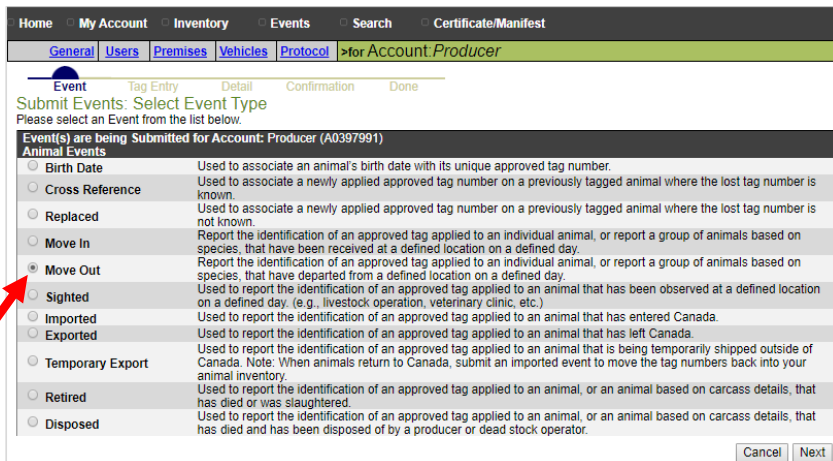 Home My Account Inventory Events Search Certificate/Manifest
General Users Premises Vehicles Protocol >for Account: Producer
Event Tag Entry Detail Confirmation Done
Submit Events: Select Event Type
Please select an Event from the list below.
Event(s) are being Submitted for Account: Producer (A0397991)
Animal Events
Birth Date Used to associate an animal's birth date with its unique approved tag number.
Cross Reference Used to associate a newly applied approved tag number on a previously tagged animal where the lost tag number is
known.
Replaced Used to associate a newly applied approved tag number on a previously tagged animal where the lost tag number is
not known.
Move In Report the identification of an approved tag applied to an individual animal, or report a group of animals based on
species, that have been received at a defined location on a defined day.
Move Out Report the identification of an approved tag applied to an individual animal, or report a group of animals based on
species, that have departed from a defined location on a defined day.
Sighted Used to report the identification of an approved tag applied to an animal that has been observed at a defined location
on a defined day. (e.g., livestock operation, veterinary clinic, etc.)
Imported Used to report the identification of an approved tag applied to an animal that has entered Canada.
Exported Used to report the identification of an approved tag applied to an animal that has left Canada.
Temporary Export Used to report the identification of an approved tag applied to an animal that is being temporarily shipped outside of
Canada. Note: When animals return to Canada, submit an imported event to move the tag numbers back into your
animal inventory.
Retired Used to report the identification of an approved tag applied to an animal, or an animal based on carcass details, that
has died or was slaughtered.
Disposed Used to report the identification of an approved tag applied to an animal, or an animal based on carcass details, that
has died and has been disposed of by a producer or dead stock operator.
Cancel Next